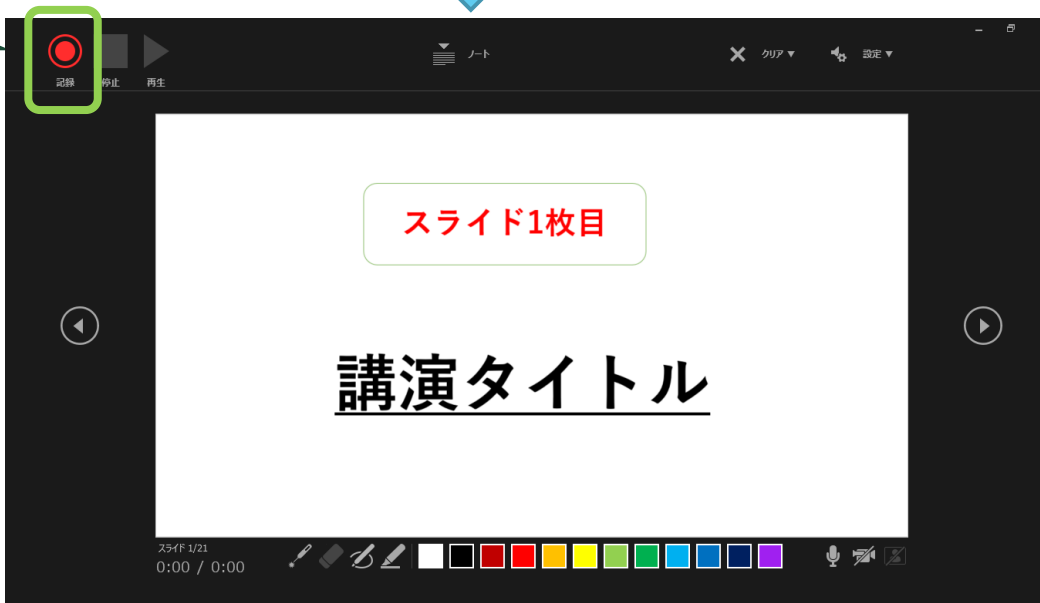 記録
停止
再生
ノート
クリア▼
設定▼
スライド1枚目
講演タイトル
スライド 1/21
0:00 / 0:00